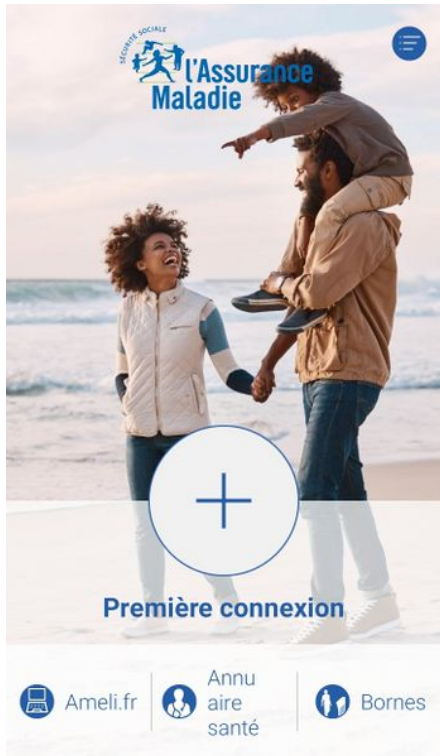 SÉCURITÉ SOCIALE
l'Assurance
Maladie
Première connexion
Ameli.fr
Annu
aire
santé
Bornes